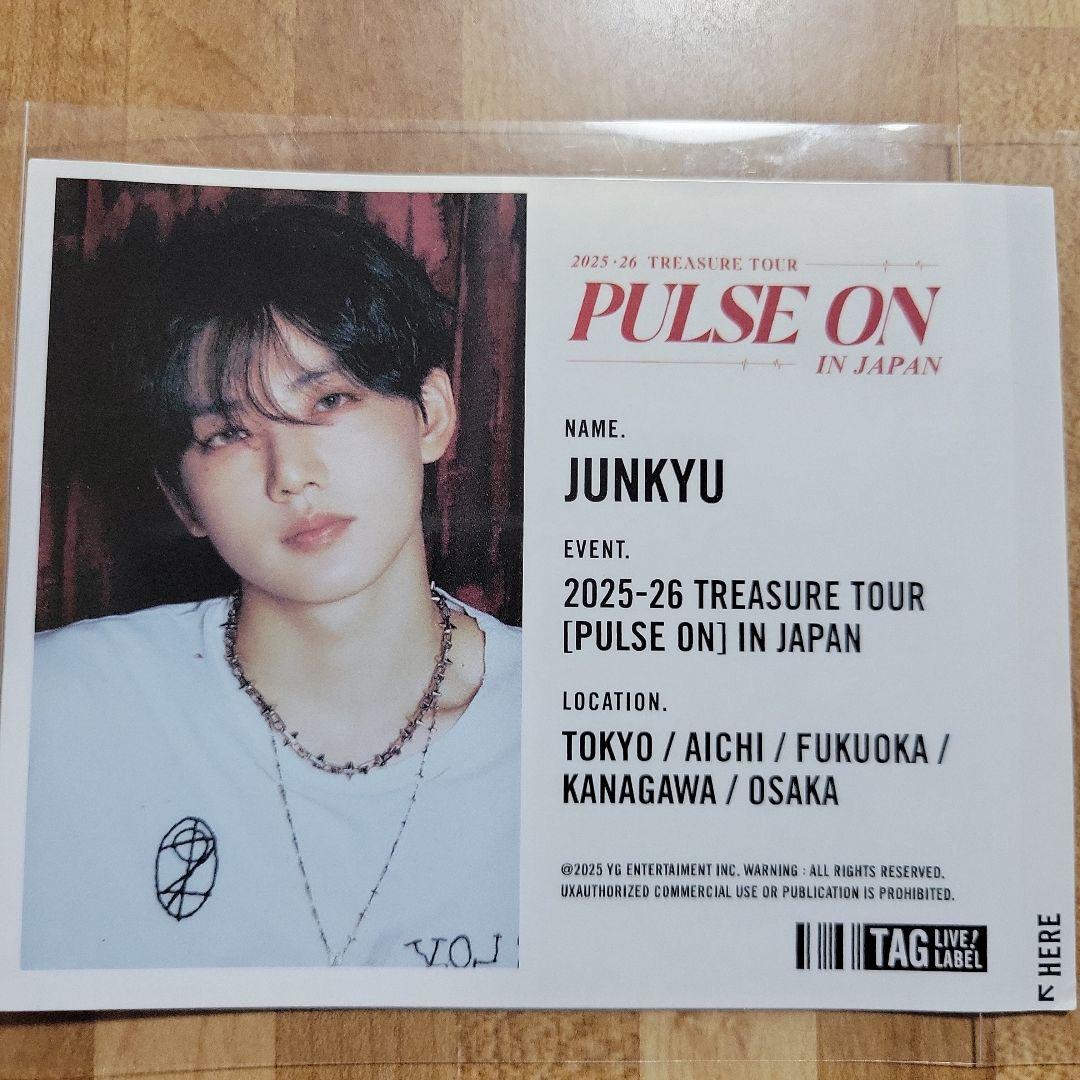 2025・26 TREASURE TOUR
PULSE ON
IN JAPAN
NAME.
JUNKYU
EVENT.
2025-26 TREASURE TOUR
[PULSE ON] IN JAPAN
LOCATION.
TOKYO / AICHI / FUKUOKA /
KANAGAWA / OSAKA
@2025 YG ENTERTAIMENT INC. WARNING : ALL RIGHTS RESERVED.
UXAUTHORIZED COMMERCIAL USE OR PUBLICATION IS PROHIBITED.
TAG LIVE!
LABEL
↖ HERE